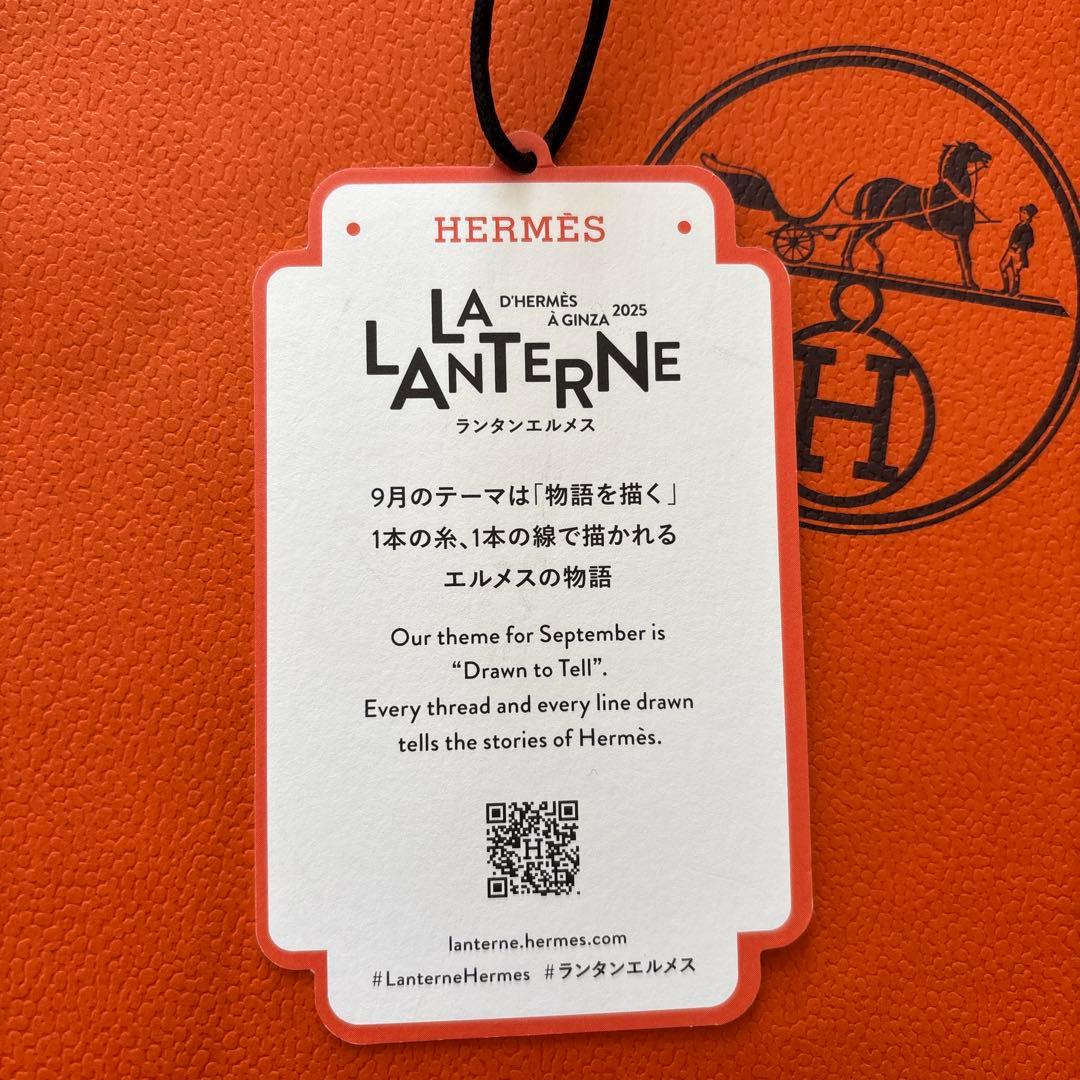 HERMÈS
LA D'HERMÈS
À GINZA 2025
LANTERNE
ランタンエルメス
9月のテーマは「物語を描く」
1本の糸、1本の線で描かれる
エルメスの物語
Our theme for September is
“Drawn to Tell”.
Every thread and every line drawn
tells the stories of Hermès.
H
lanterne.hermes.com
#LanterneHermes #ランタンエルメス
H